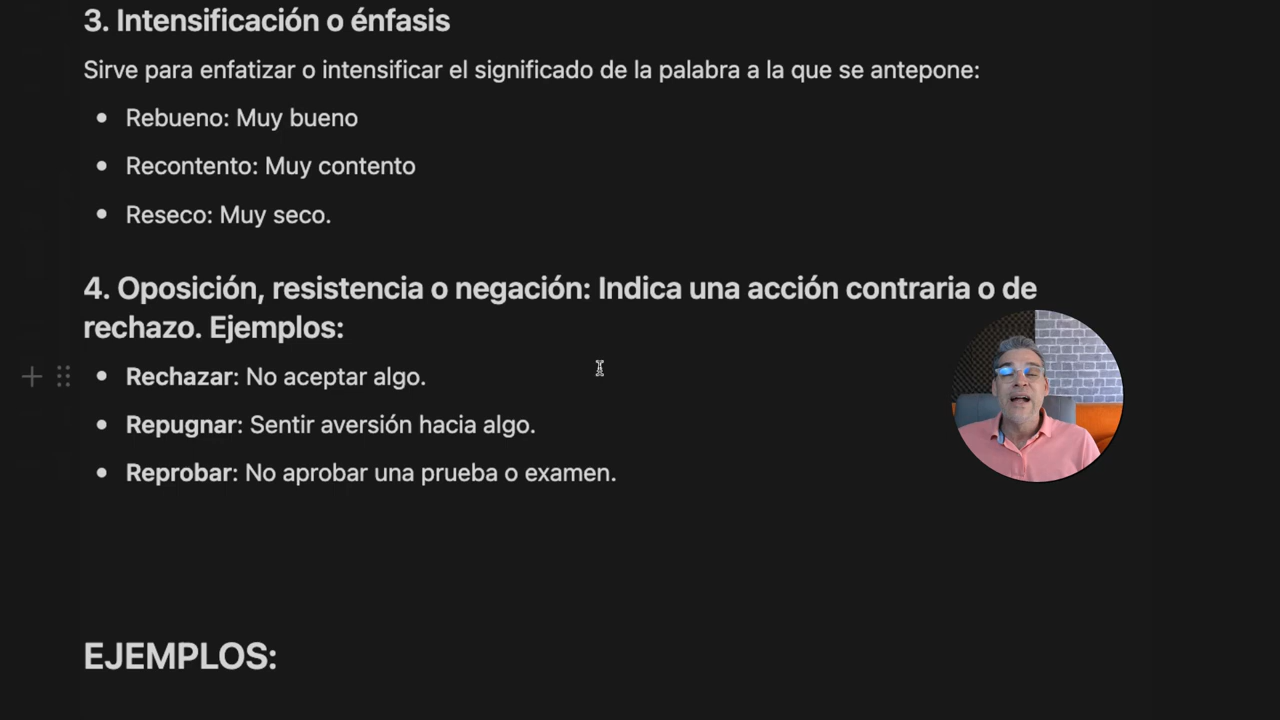 3. Intensificación o énfasis
Sirve para enfatizar o intensificar el significado de la palabra a la que se antepone:
• Rebueno: Muy bueno
• Recontento: Muy contento
• Reseco: Muy seco.
4. Oposición, resistencia o negación: Indica una acción contraria o de
rechazo. Ejemplos:
• Rechazar: No aceptar algo.
• Repugnar: Sentir aversión hacia algo.
• Reprobar: No aprobar una prueba o examen.
EJEMPLOS: